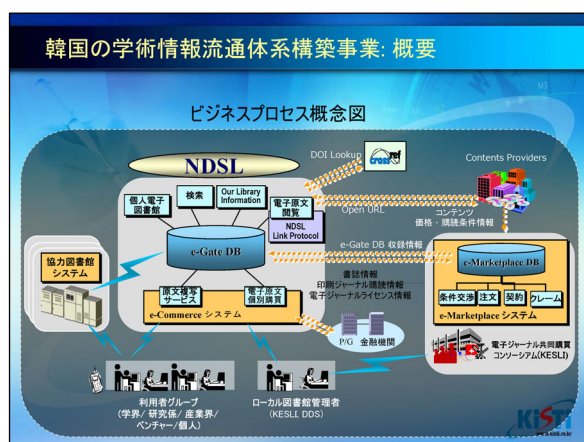 韓国の学術情報流通体系構築事業: 概要
ビジネスプロセス概念図
NDSL
DOI Lookup
crossref
Contents Providers
個人電子
図書館
検索
Our Library
Information
電子原文
閲覧
NDSL
Link Protocol
Open URL
コンテンツ
価格・購読条件情報
e-Gate DB
e-Gate DB 収録情報
e-Marketplace DB
協力図書館
システム
原文複写
サービス
電子原文
個別購買
e-Commerce システム
書誌情報
印刷ジャーナル購読情報
電子ジャーナルライセンス情報
条件交渉
注文
契約
クレーム
e-Marketplace システム
P/G 金融機関
電子ジャーナル共同購買
コンソーシアム(KESLI)
利用者グループ
(学界/ 研究係/ 産業界/
ベンチャー/個人)
ローカル図書館管理者
(KESLI, DDS)
KiSTi
www.kisti.re.kr